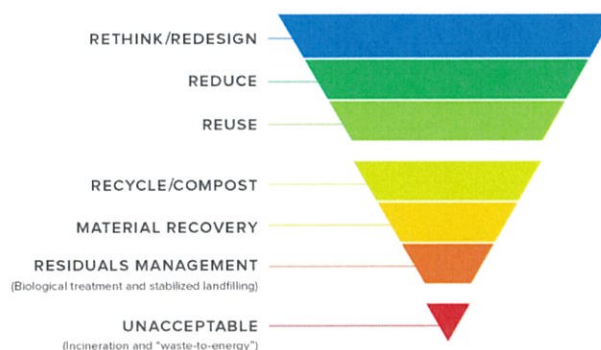 RETHINK/REDESIGN
REDUCE
REUSE
RECYCLE/COMPOST
MATERIAL RECOVERY
RESIDUALS MANAGEMENT
(Biological treatment and stabilized landfilling)
UNACCEPTABLE
(Incineration and "waste-to-energy")